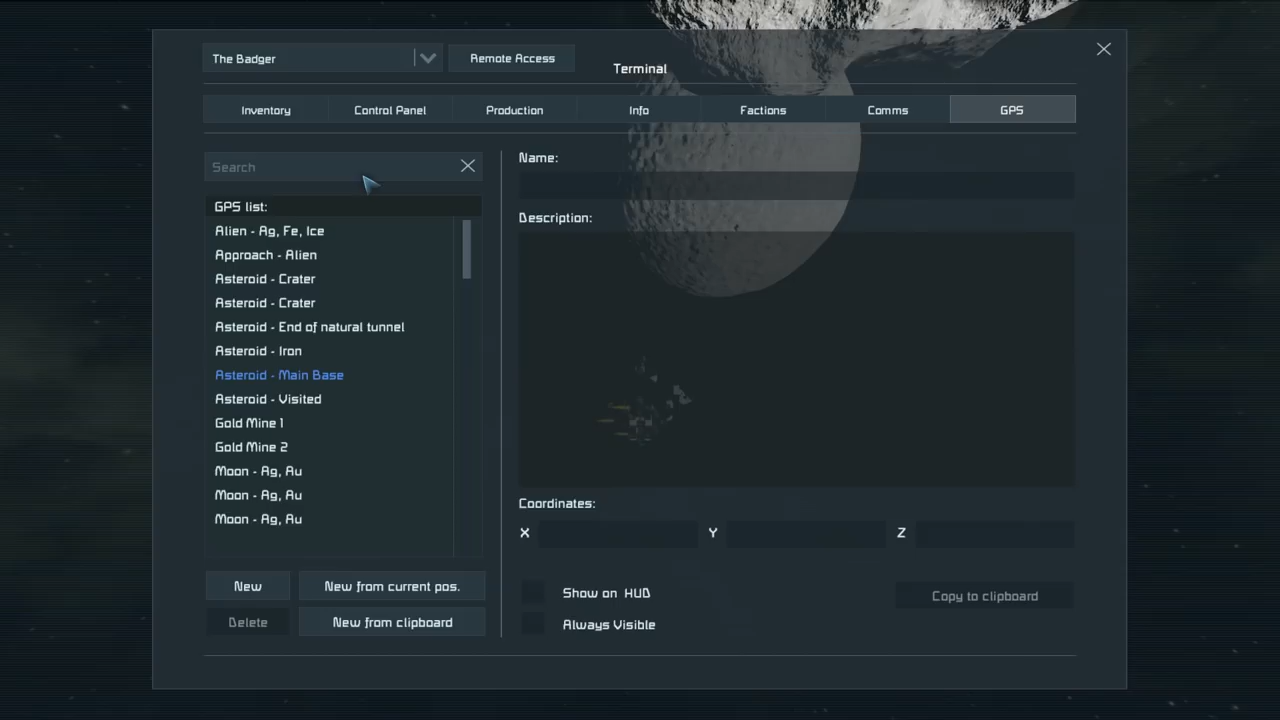 The Badger
Remote Access
Terminal
Inventory
Control Panel
Production
Info
Factions
Comms
GPS
Search
GPS list:
Alien - Ag, Fe, Ice
Approach - Alien
Asteroid - Crater
Asteroid - Crater
Asteroid - End of natural tunnel
Asteroid - Iron
Asteroid - Main Base
Asteroid - Visited
Gold Mine 1
Gold Mine 2
Moon - Ag, Au
Moon - Ag, Au
Moon - Ag, Au
New
New from current pos.
Delete
New from clipboard
Name:
Description:
Coordinates:
X
Y
Z
Show on HUD
Always Visible
Copy to clipboard